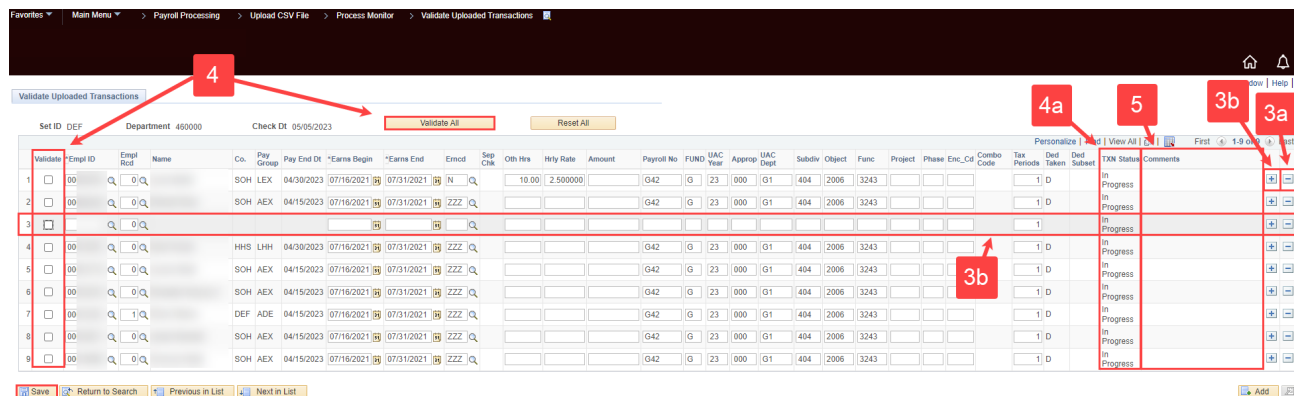 Favorites Main Menu > Payroll Processing > Upload CSV File > Process Monitor > Validate Uploaded Transactions
4
dow | Help |
Validate Uploaded Transactions
4a 5 3b 3a
Set ID DEF Department 460000 Check Dt 05/05/2023 Validate All Reset All
Personalize | | View All | | First 1-9 of 9 Last
Validate *Empl ID Empl Rcd Name Co. Pay Group Pay End Dt *Earns Begin *Earns End Erncd Sep Chk Oth Hrs Hrly Rate Amount Payroll No FUND UAC Year Approp UAC Dept Subdiv Object Func Project Phase Enc_Cd Combo Code Tax Periods Ded Taken Ded Subset TXN Status Comments
1 00 0 SOH LEX 04/30/2023 07/16/2021 07/31/2021 N 10.00 2.500000 G42 G 23 000 G1 404 2006 3243 1 D In Progress
2 00 0 SOH AEX 04/15/2023 07/16/2021 07/31/2021 ZZZ G42 G 23 000 G1 404 2006 3243 1 D In Progress
3 0 1 In Progress
4 00 0 HHS LHH 04/30/2023 07/16/2021 07/31/2021 ZZZ G42 G 23 000 G1 404 2006 3243 1 D In Progress
3b
5 00 0 SOH AEX 04/15/2023 07/16/2021 07/31/2021 ZZZ G42 G 23 000 G1 404 2006 3243 1 D In Progress
6 00 0 SOH AEX 04/15/2023 07/16/2021 07/31/2021 ZZZ G42 G 23 000 G1 404 2006 3243 1 D In Progress
7 00 1 DEF ADE 04/15/2023 07/16/2021 07/31/2021 ZZZ G42 G 23 000 G1 404 2006 3243 1 D In Progress
8 00 0 SOH AEX 04/15/2023 07/16/2021 07/31/2021 ZZZ G42 G 23 000 G1 404 2006 3243 1 D In Progress
9 00 0 SOH AEX 04/15/2023 07/16/2021 07/31/2021 ZZZ G42 G 23 000 G1 404 2006 3243 1 D In Progress
Save Return to Search Previous in List Next in List Add